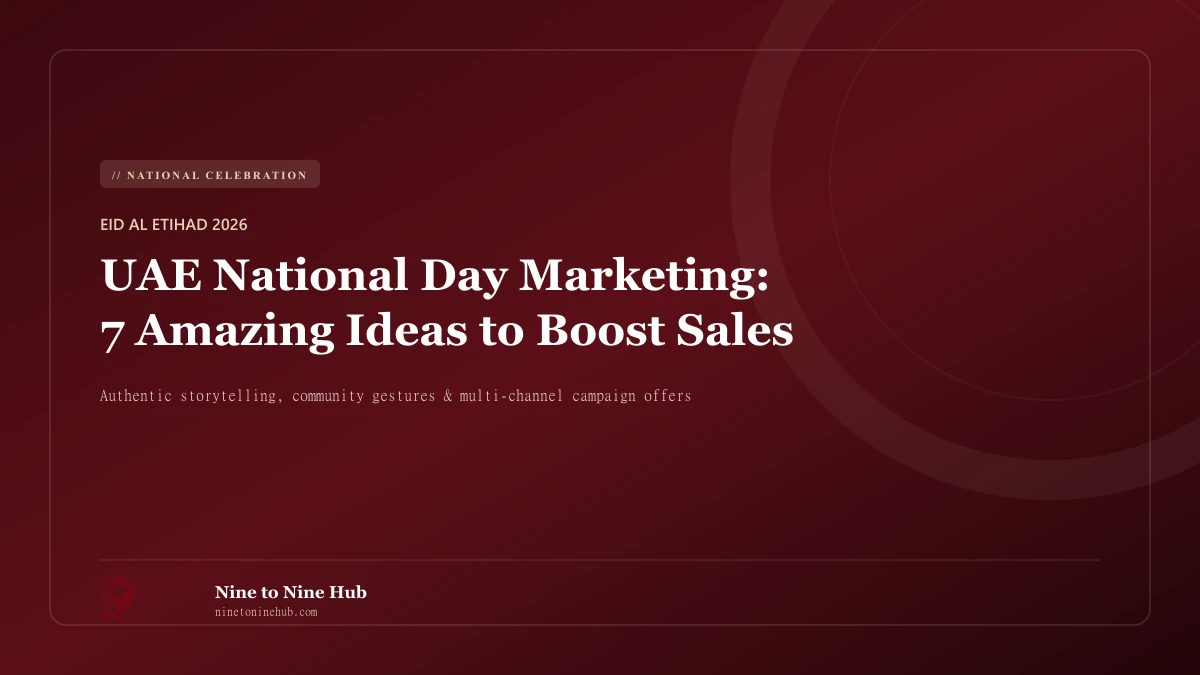 // NATIONAL CELEBRATION
EID AL ETIHAD 2026
UAE National Day Marketing:
7 Amazing Ideas to Boost Sales
Authentic storytelling, community gestures & multi-channel campaign offers
9
Nine to Nine Hub
ninetoninehub.com